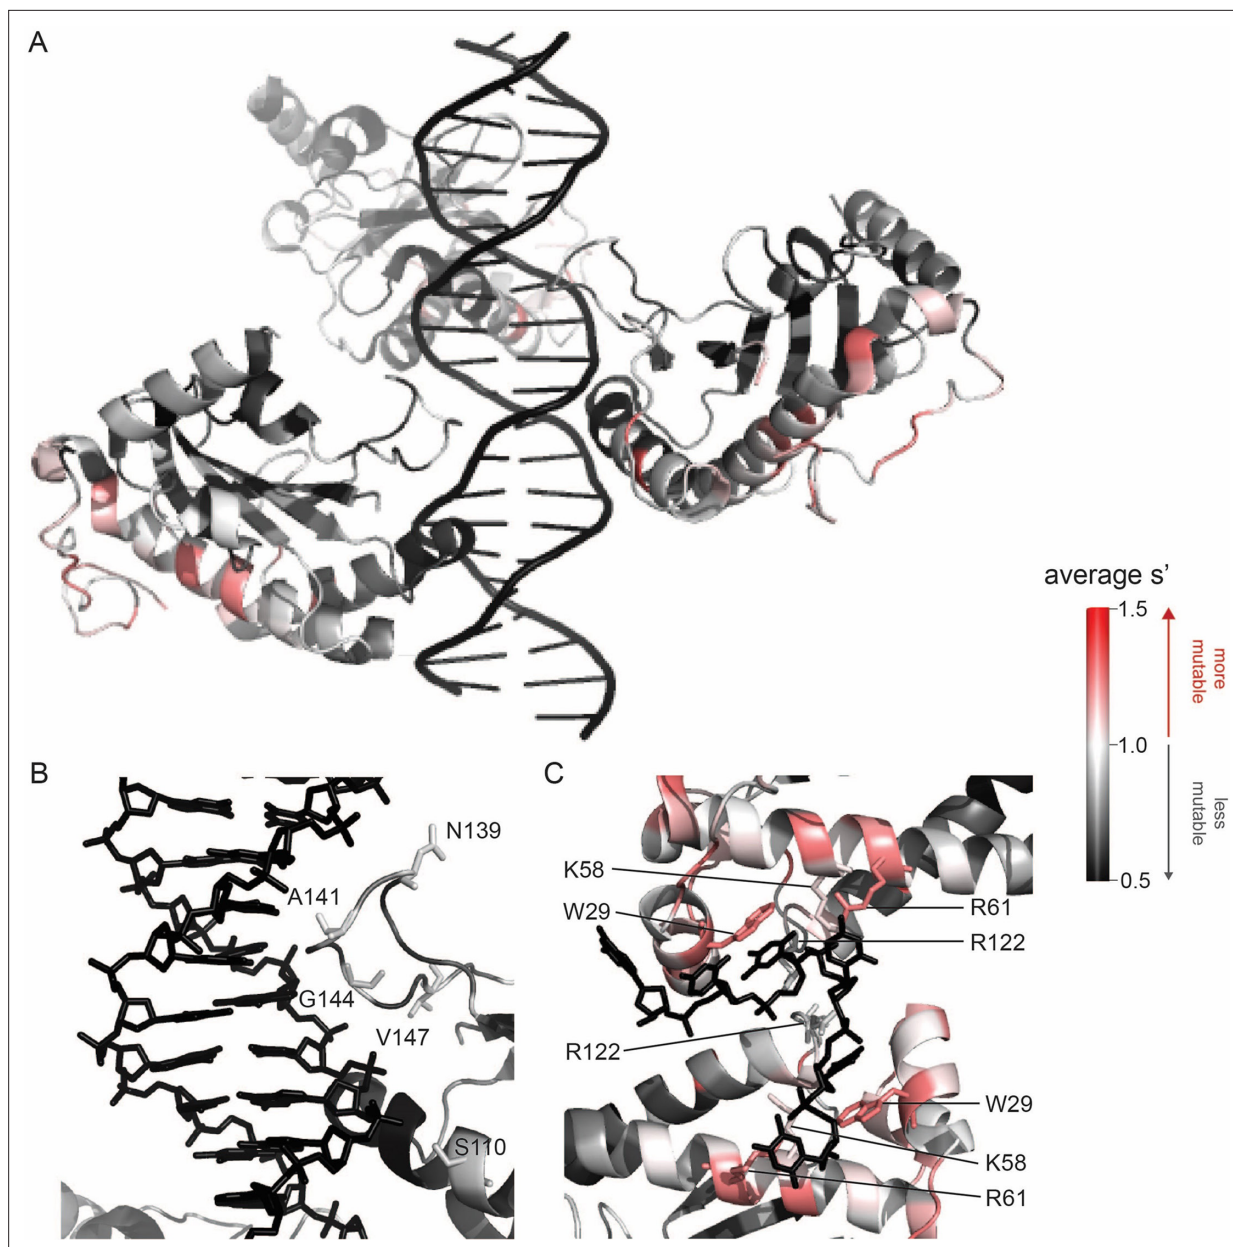 A
average s'
1.5
more
mutable
1.0
less
mutable
0.5
B
N139
A141
G144
V147
S110
C
K58
W29
R61
R122
R122
W29
K58
R61